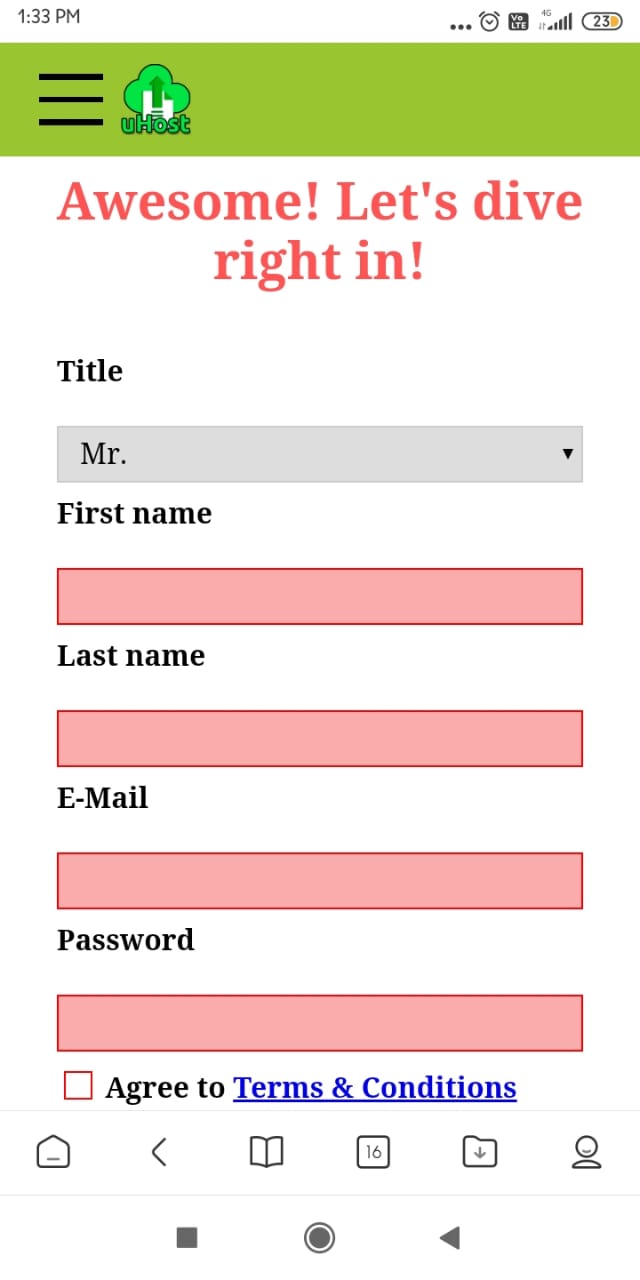 1:33 PM
4G
Vo
LTE
23
uHost
Awesome! Let's dive
right in!
Title
Mr.
First name
Last name
E-Mail
Password
Agree to Terms & Conditions
16